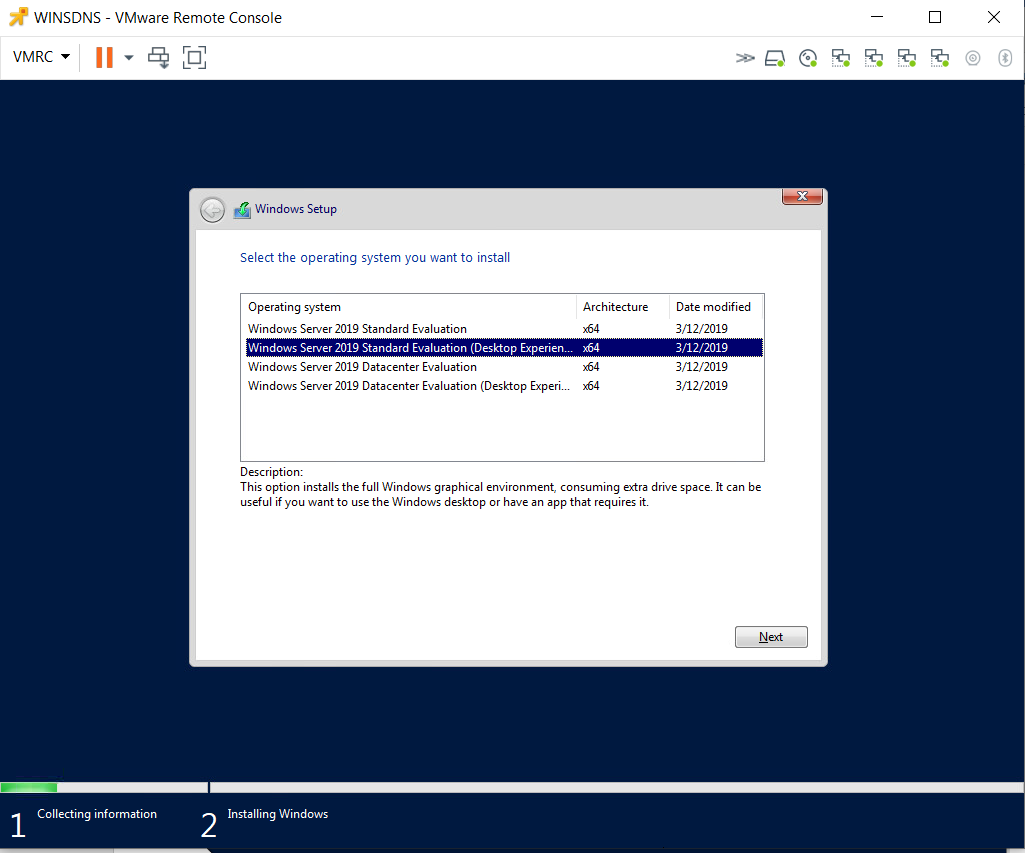 WINSDNS - VMware Remote Console
VMRC
Windows Setup
Select the operating system you want to install
Operating system Architecture Date modified
Windows Server 2019 Standard Evaluation x64 3/12/2019
Windows Server 2019 Standard Evaluation (Desktop Experien... x64 3/12/2019
Windows Server 2019 Datacenter Evaluation x64 3/12/2019
Windows Server 2019 Datacenter Evaluation (Desktop Experi... x64 3/12/2019
Description:
This option installs the full Windows graphical environment, consuming extra drive space. It can be
useful if you want to use the Windows desktop or have an app that requires it.
Next
1 Collecting information 2 Installing Windows